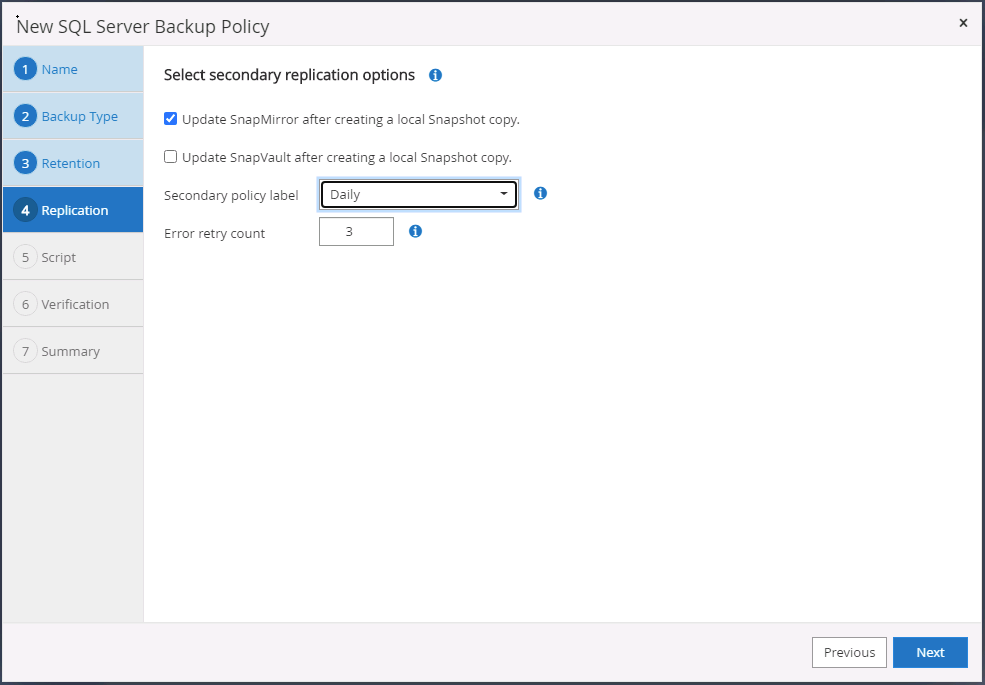 New SQL Server Backup Policy
×
1 Name
2 Backup Type
3 Retention
4 Replication
5 Script
6 Verification
7 Summary
Select secondary replication options
Update SnapMirror after creating a local Snapshot copy.
Update SnapVault after creating a local Snapshot copy.
Secondary policy label Daily
Error retry count 3
Previous Next